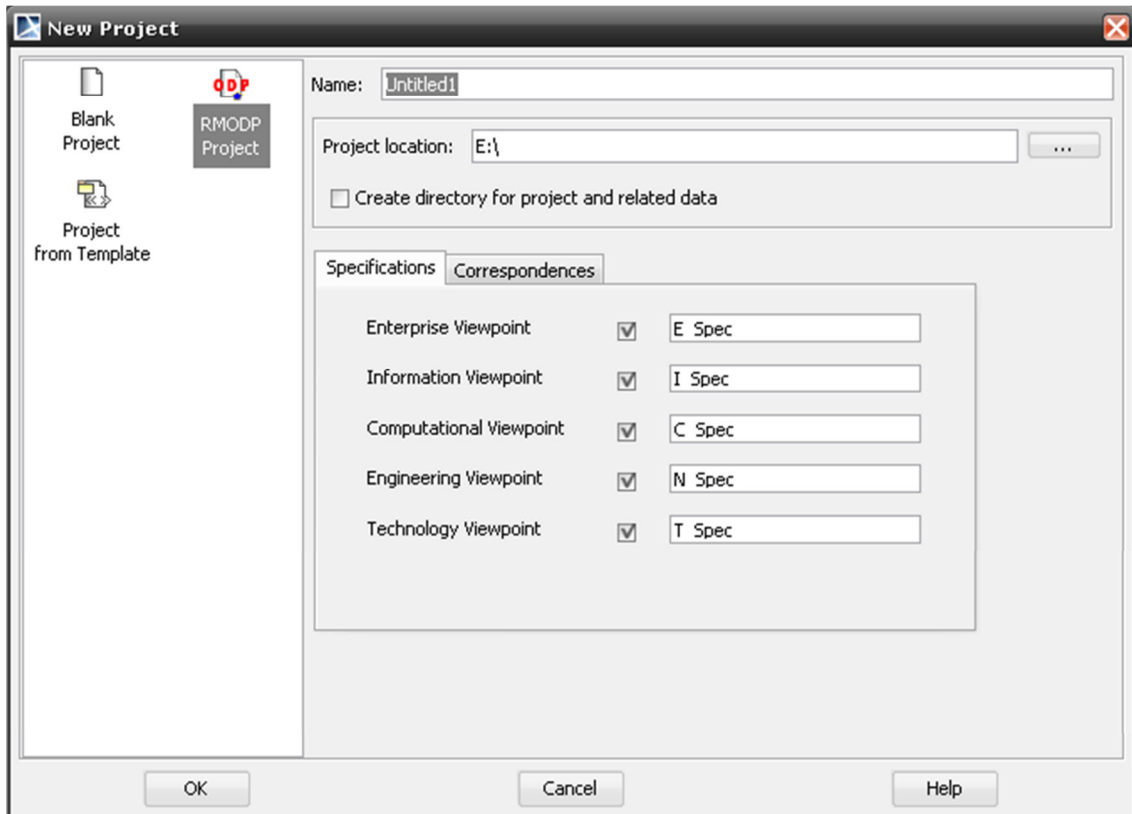 New Project
Blank
Project
ODP
RMODP
Project
Project
from Template
Name: Untitled1
Project location: E:\ ...
Create directory for project and related data
Specifications Correspondences
Enterprise Viewpoint E Spec
Information Viewpoint I Spec
Computational Viewpoint C Spec
Engineering Viewpoint N Spec
Technology Viewpoint T Spec
OK Cancel Help